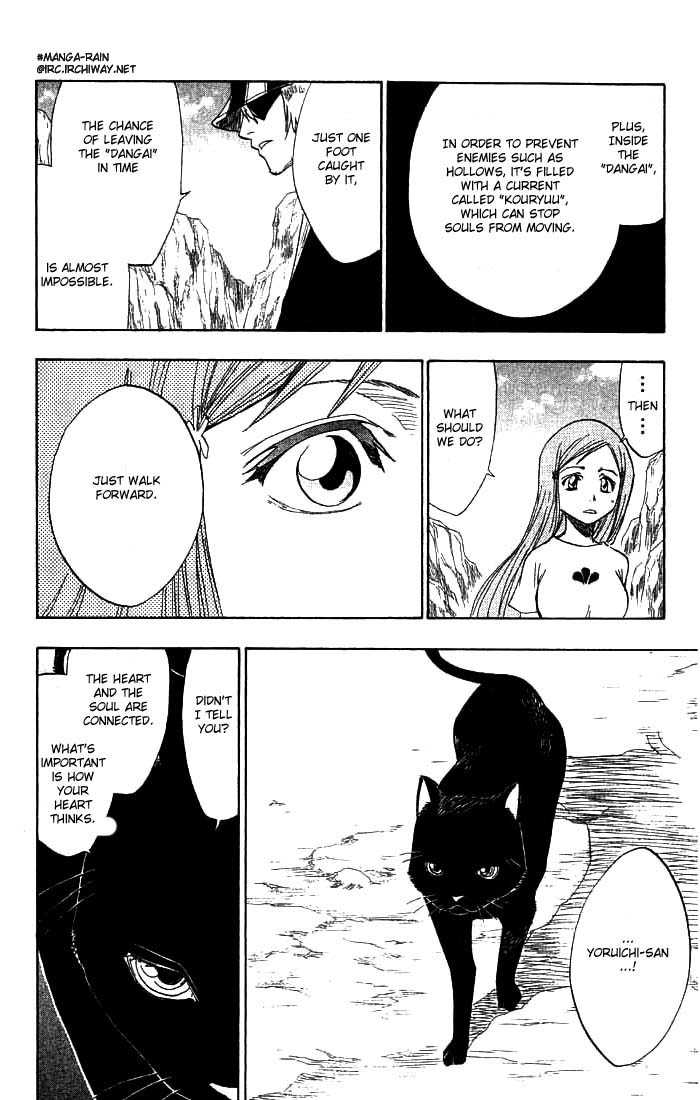 #MANGA-RAIN
@IRC.IRCHIWAY.NET
PLUS,
INSIDE
THE
"DANGAI",
IN ORDER TO PREVENT
ENEMIES SUCH AS
HOLLOWS, IT'S FILLED
WITH A CURRENT
CALLED "KOURYUU",
WHICH CAN STOP
SOULS FROM MOVING.
JUST ONE
FOOT
CAUGHT
BY IT,
THE CHANCE
OF LEAVING
THE "DANGAI"
IN TIME
IS ALMOST
IMPOSSIBLE.
...
THEN
...
WHAT
SHOULD
WE DO?
JUST WALK
FORWARD.
...
YORUICHI-SAN
...!
DIDN'T
I TELL
YOU?
THE HEART
AND THE
SOUL ARE
CONNECTED.
WHAT'S
IMPORTANT
IS HOW
YOUR
HEART
THINKS.